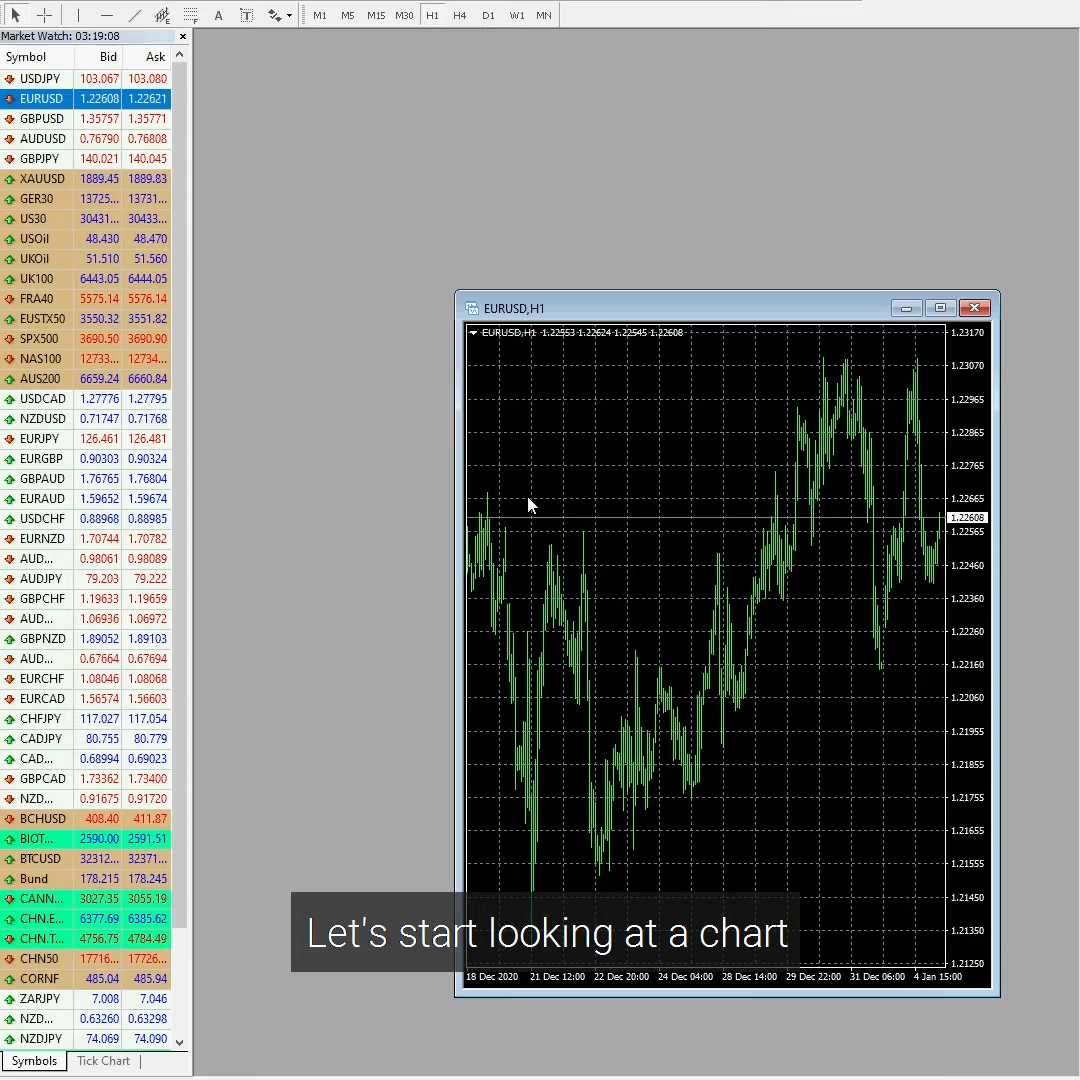 A T M1 M5 M15 M30 H1 H4 D1 W1 MN
Market Watch: 03:19:08
Symbol Bid Ask
USDJPY 103.067 103.080
EURUSD 1.22608 1.22621
GBPUSD 1.35757 1.35771
AUDUSD 0.76790 0.76808
GBPJPY 140.021 140.045
XAUUSD 1889.45 1889.83
GER30 13725... 13731...
US30 30431... 30433...
USOil 48.430 48.470
UKOil 51.510 51.560
UK100 6443.05 6444.05
FRA40 5575.14 5576.14
EUSTX50 3550.32 3551.82
SPX500 3690.50 3690.90
NAS100 12733... 12734...
AUS200 6659.24 6660.84
USDCAD 1.27776 1.27795
NZDUSD 0.71747 0.71768
EURJPY 126.461 126.481
EURGBP 0.90303 0.90324
GBPAUD 1.76765 1.76804
EURAUD 1.59652 1.59674
USDCHF 0.88968 0.88985
EURNZD 1.70744 1.70782
AUD... 0.98061 0.98089
AUDJPY 79.203 79.222
GBPCHF 1.19633 1.19659
AUD... 1.06936 1.06972
GBPNZD 1.89052 1.89103
AUD... 0.67664 0.67694
EURCHF 1.08046 1.08068
EURCAD 1.56574 1.56603
CHFJPY 117.027 117.054
CADJPY 80.755 80.779
CAD... 0.68994 0.69023
GBPCAD 1.73362 1.73400
NZD... 0.91675 0.91720
BCHUSD 408.40 411.87
BIOT... 2590.00 2591.51
BTCUSD 32312... 32371...
Bund 178.215 178.245
CANN... 3027.35 3055.19
CHN.E... 6377.69 6385.62
CHN.T... 4756.75 4784.49
CHN50 17716... 17726...
CORNF 485.04 485.94
ZARJPY 7.008 7.046
NZD... 0.63260 0.63298
NZDJPY 74.069 74.090
Symbols Tick Chart
EURUSD,H1
EURUSD,H1 1.22553 1.22624 1.22545 1.22608
1.23170
1.23070
1.22965
1.22865
1.22765
1.22665
1.22608
1.22565
1.22460
1.22360
1.22260
1.22160
1.22060
1.21955
1.21855
1.21755
1.21655
1.21555
1.21450
1.21350
1.21250
18 Dec 2020 21 Dec 12:00 22 Dec 20:00 24 Dec 04:00 28 Dec 14:00 29 Dec 22:00 31 Dec 06:00 4 Jan 15:00
Let's start looking at a chart